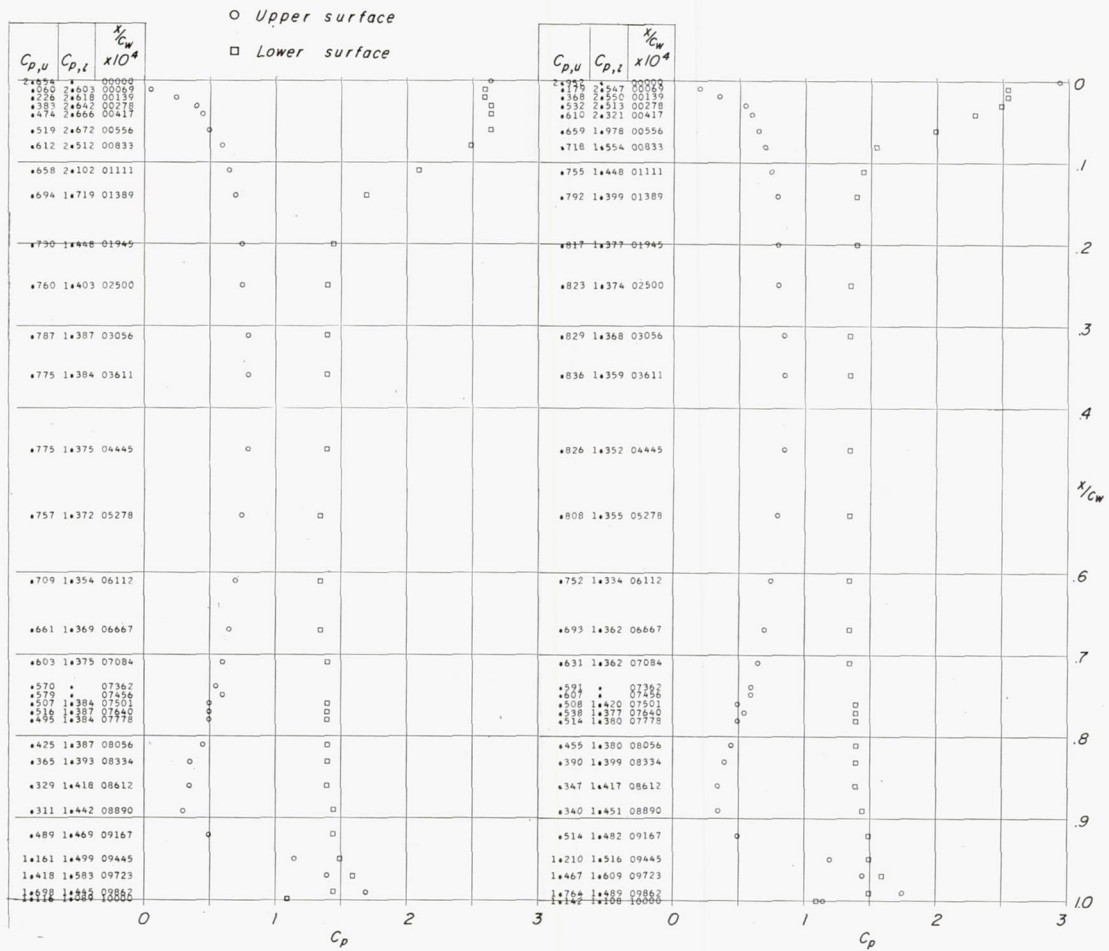 ○ Upper surface
□ Lower surface
C_p,u C_p,l x/c_w ×10⁴
2.654 . 00000
.060 2.603 00069
.226 2.618 00139
.383 2.642 00278
.474 2.666 00417
.519 2.672 00556
.612 2.512 00833
.658 2.102 01111
.694 1.719 01389
.730 1.448 01945
.760 1.403 02500
.787 1.387 03056
.775 1.384 03611
.775 1.375 04445
.757 1.372 05278
.709 1.354 06112
.661 1.369 06667
.603 1.375 07084
.570 . 07362
.579 . 07456
.507 1.384 07501
.516 1.387 07640
.495 1.384 07778
.425 1.387 08056
.365 1.393 08334
.329 1.418 08612
.311 1.442 08890
.489 1.469 09167
1.161 1.499 09445
1.418 1.583 09723
1.698 1.445 09862
1.116 1.089 10000
0 1 2 3
C_p
C_p,u C_p,l x/c_w ×10⁴
2.952 . 00000
.179 2.547 00069
.368 2.550 00139
.532 2.513 00278
.610 2.321 00417
.659 1.978 00556
.718 1.554 00833
.755 1.448 01111
.792 1.399 01389
.817 1.377 01945
.823 1.374 02500
.829 1.368 03056
.836 1.359 03611
.826 1.352 04445
.808 1.355 05278
.752 1.334 06112
.693 1.362 06667
.631 1.362 07084
.591 . 07362
.607 . 07456
.508 1.420 07501
.538 1.377 07640
.514 1.380 07778
.455 1.380 08056
.390 1.399 08334
.347 1.417 08612
.340 1.451 08890
.514 1.482 09167
1.210 1.516 09445
1.467 1.609 09723
1.764 1.489 09862
1.142 1.108 10000
0 1 2 3
C_p
0
.1
.2
.3
.4
x/c_w
.6
.7
.8
.9
1.0